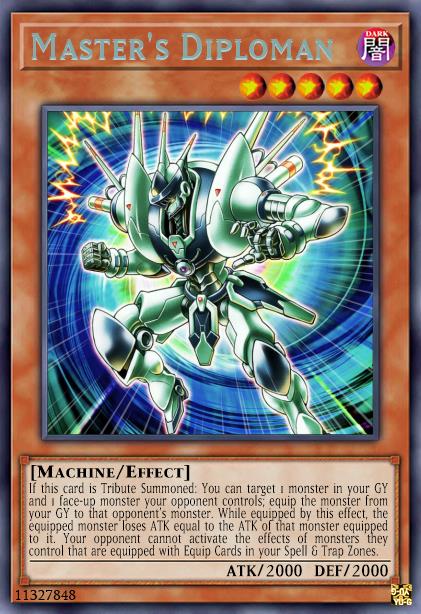 Master's Diploman
DARK
闇
[Machine/Effect]
If this card is Tribute Summoned: You can target 1 monster in your GY
and 1 face-up monster your opponent controls; equip the monster from
your GY to that opponent's monster. While equipped by this effect, the
equipped monster loses ATK equal to the ATK of that monster equipped
to it. Your opponent cannot activate the effects of monsters they
control that are equipped with Equip Cards in your Spell & Trap Zones.
ATK/2000 DEF/2000
11327848